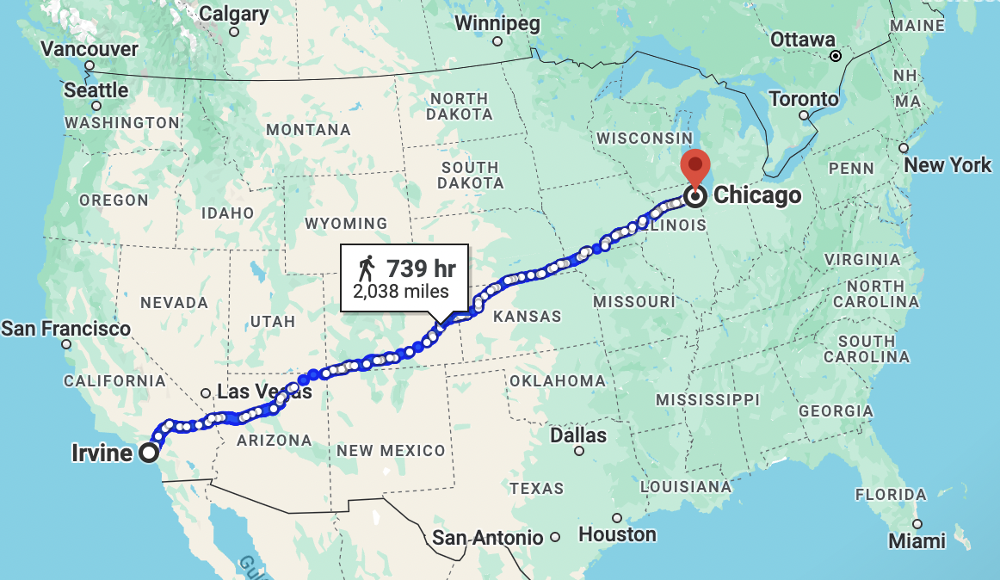 Calgary
Winnipeg
Vancouver
Ottawa
MAINE
Seattle
NH
WASHINGTON
NORTH
DAKOTA
Toronto
MA
MONTANA
WISCONSIN
SOUTH
DAKOTA
PENN
New York
OREGON
IDAHO
WYOMING
Chicago
ILINOIS
739 hr
2,038 miles
VIRGINIA
NORTH
CAROLINA
NEVADA
UTAH
KANSAS
MISSOURI
San Francisco
SOUTH
CAROLINA
CALIFORNIA
Las Vegas
OKLAHOMA
MISSISSIPPI
GEORGIA
Irvine
ARIZONA
NEW MEXICO
Dallas
TEXAS
LOUISIANA
FLORIDA
San Antonio
Houston
Miami
Gul